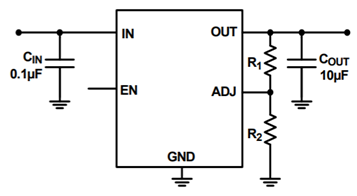 IN
OUT
CIN
0.1µF
R1
COUT
10µF
EN
ADJ
R2
GND